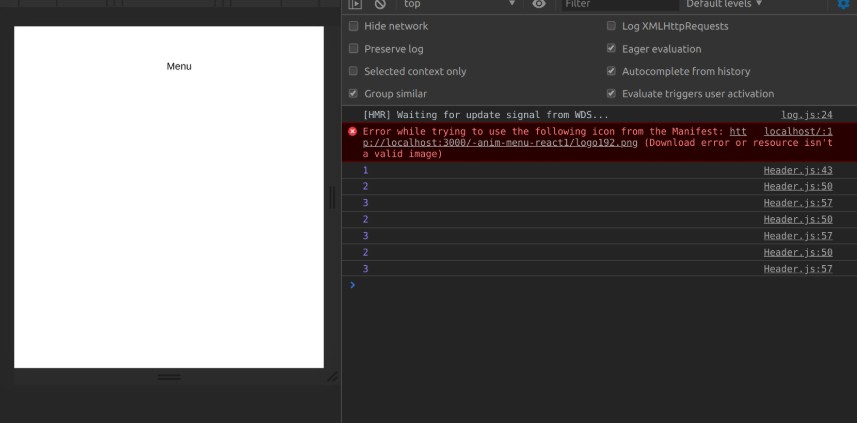 top Filter Default levels ▼
Hide network Log XMLHttpRequests
Preserve log Eager evaluation
Selected context only Autocomplete from history
Group similar Evaluate triggers user activation
Menu
[HMR] Waiting for update signal from WDS... log.js:24
Error while trying to use the following icon from the Manifest: htt localhost/:1
p://localhost:3000/-anim-menu-react1/logo192.png (Download error or resource isn't
a valid image)
1 Header.js:43
2 Header.js:50
3 Header.js:57
2 Header.js:50
3 Header.js:57
2 Header.js:50
3 Header.js:57